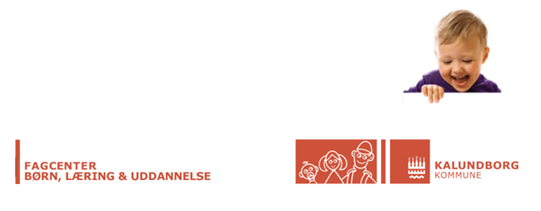 FAGCENTER
BØRN, LÆRING & UDDANNELSE
KALUNDBORG
KOMMUNE